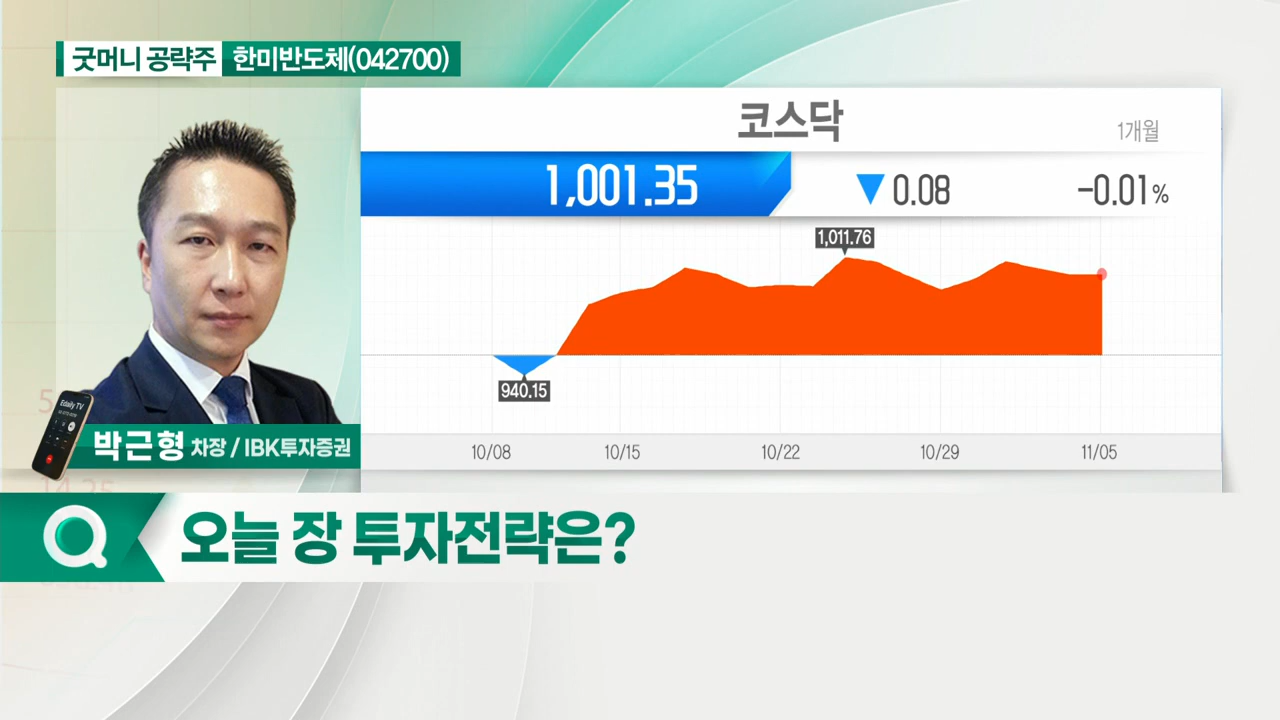 굿머니 공략주 한미반도체(042700)
코스닥
1개월
1,001.35 ▼ 0.08 -0.01%
1,011.76
940.15
10/08 10/15 10/22 10/29 11/05
Edaily TV
박근형 차장 / IBK투자증권
오늘 장 투자전략은?